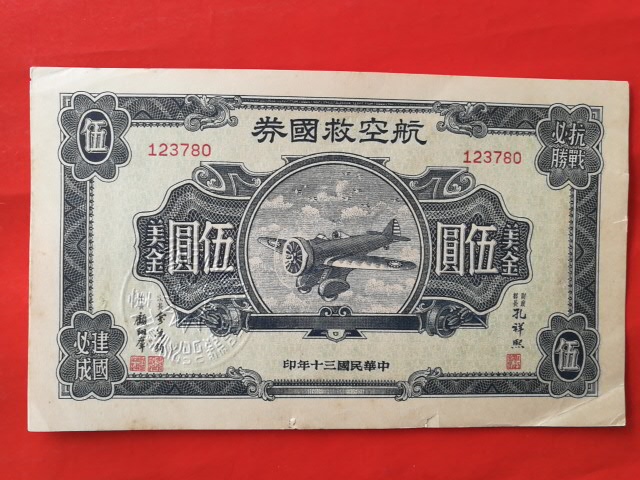 航空救國券
抗戰
必勝
伍
123780
123780
美金
伍圓
伍圓
美金
財政
部長
孔祥熙
建國
必成
伍
中華民國三十年印